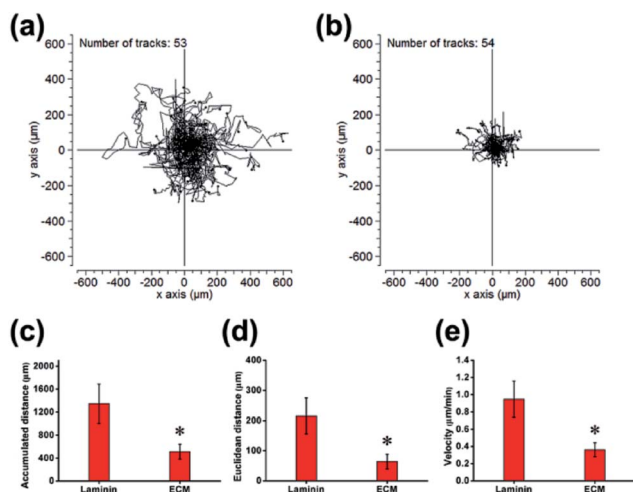 (a)
Number of tracks: 53
600
400
200
0
-200
-400
-600
y axis (µm)
-600 -400 -200 0 200 400 600
x axis (µm)
(b)
Number of tracks: 54
600
400
200
0
-200
-400
-600
y axis (µm)
-600 -400 -200 0 200 400 600
x axis (µm)
(c)
2000
1600
1200
800
400
0
Accumulated distance (µm)
*
Laminin ECM
(d)
400
300
200
100
0
Euclidean distance (µm)
*
Laminin ECM
(e)
1.4
1.2
1.0
0.8
0.6
0.4
0.2
0.0
Velocity (µm/min)
*
Laminin ECM